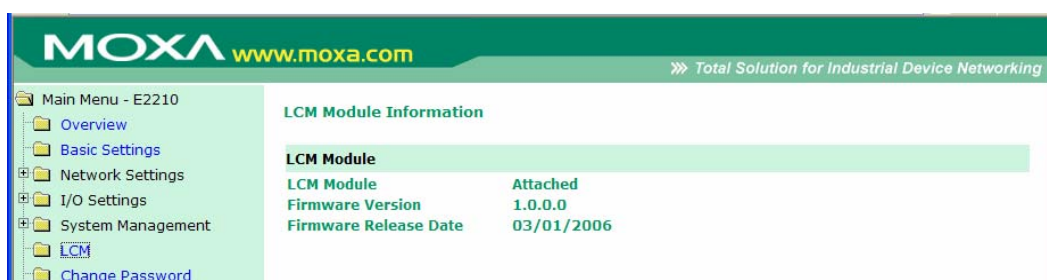 MOXA www.moxa.com
Total Solution for Industrial Device Networking
Main Menu - E2210
Overview
Basic Settings
Network Settings
I/O Settings
System Management
LCM
Change Password
LCM Module Information
LCM Module
LCM Module Attached
Firmware Version 1.0.0.0
Firmware Release Date 03/01/2006